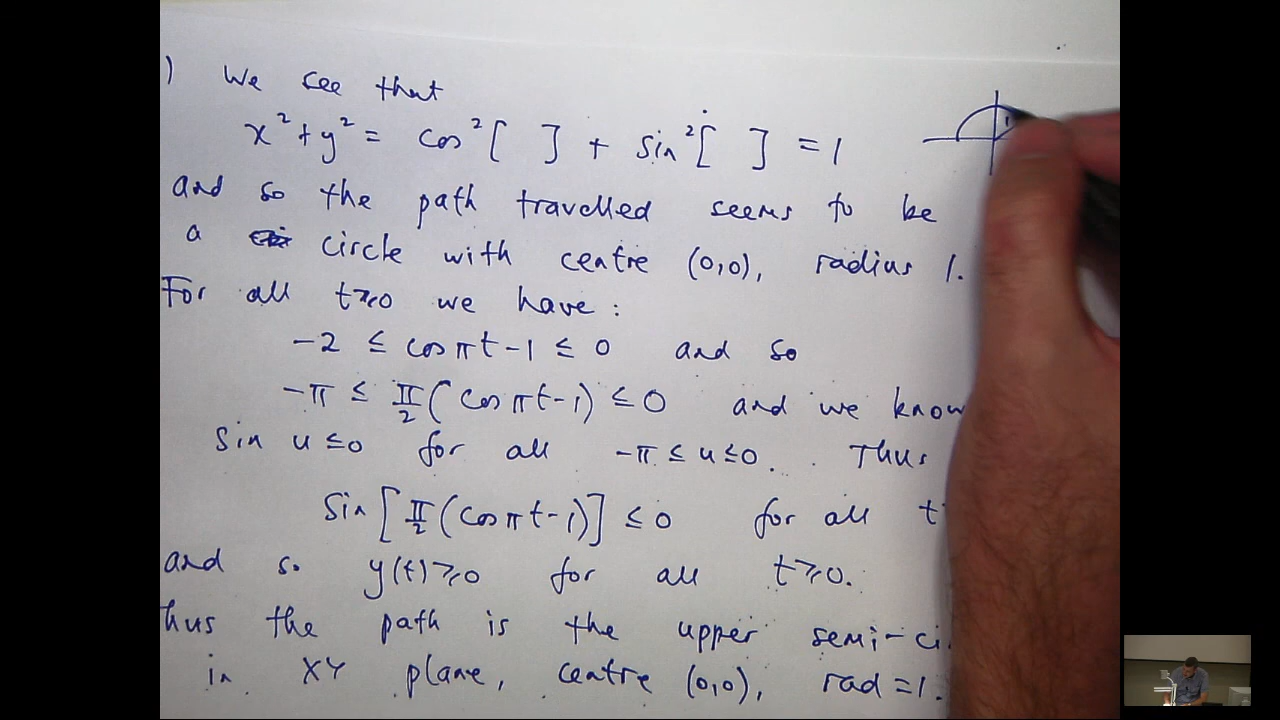 ) We see that
x² + y² = cos² [ ] + sin² [ ] = 1
and so the path travelled seems to be
a circle with centre (0,0), radius 1.
For all t≥0 we have :
-2 ≤ cos πt - 1 ≤ 0 and so
-π ≤ π/2 ( cos πt - 1) ≤ 0 and we know
sin u ≤0 for all -π ≤ u ≤ 0. Thus
sin [ π/2 (cos πt - 1)] ≤ 0 for all t
and so y(t) ≥ 0 for all t≥0.
thus the path is the upper semi-ci
in XY plane, centre (0,0), rad = 1.